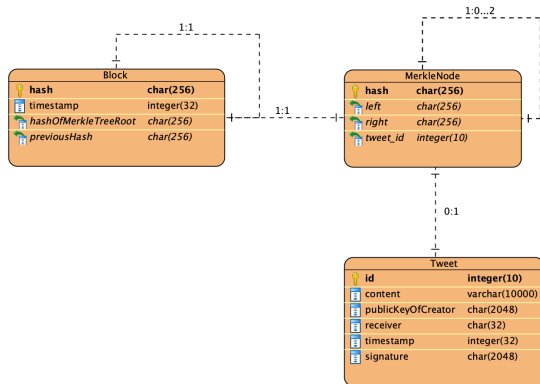 1:1
1:0...2
Block
hash char(256)
timestamp integer(32)
hashOfMerkleTreeRoot char(256)
previousHash char(256)
1:1
MerkleNode
hash char(256)
left char(256)
right char(256)
tweet_id integer(10)
0:1
Tweet
id integer(10)
content varchar(10000)
publicKeyOfCreator char(2048)
receiver char(32)
timestamp integer(32)
signature char(2048)